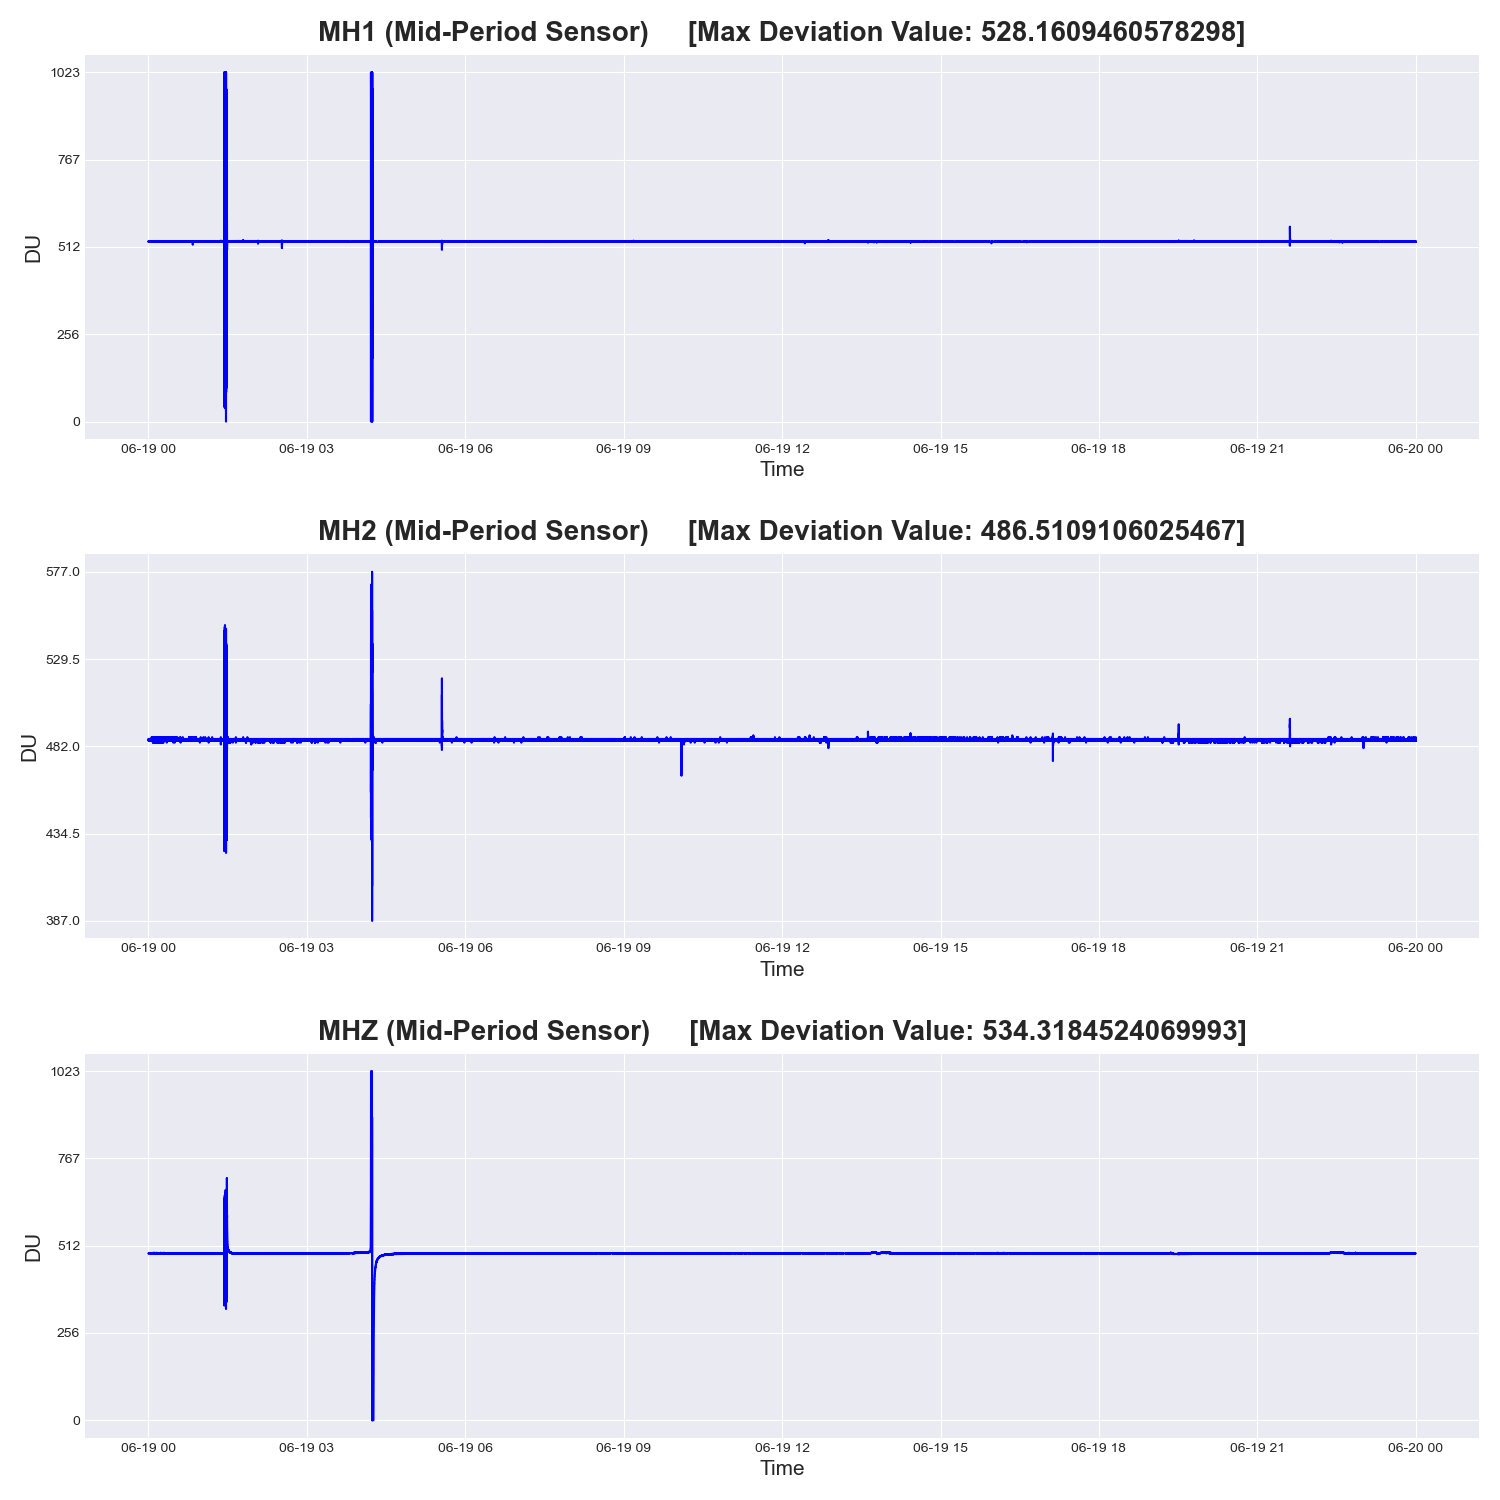 MH1 (Mid-Period Sensor) [Max Deviation Value: 528.1609460578298]
1023
767
512
256
0
DU
06-19 00 06-19 03 06-19 06 06-19 09 06-19 12 06-19 15 06-19 18 06-19 21 06-20 00
Time
MH2 (Mid-Period Sensor) [Max Deviation Value: 486.5109106025467]
577.0
529.5
482.0
434.5
387.0
DU
06-19 00 06-19 03 06-19 06 06-19 09 06-19 12 06-19 15 06-19 18 06-19 21 06-20 00
Time
MHZ (Mid-Period Sensor) [Max Deviation Value: 534.3184524069993]
1023
767
512
256
0
DU
06-19 00 06-19 03 06-19 06 06-19 09 06-19 12 06-19 15 06-19 18 06-19 21 06-20 00
Time